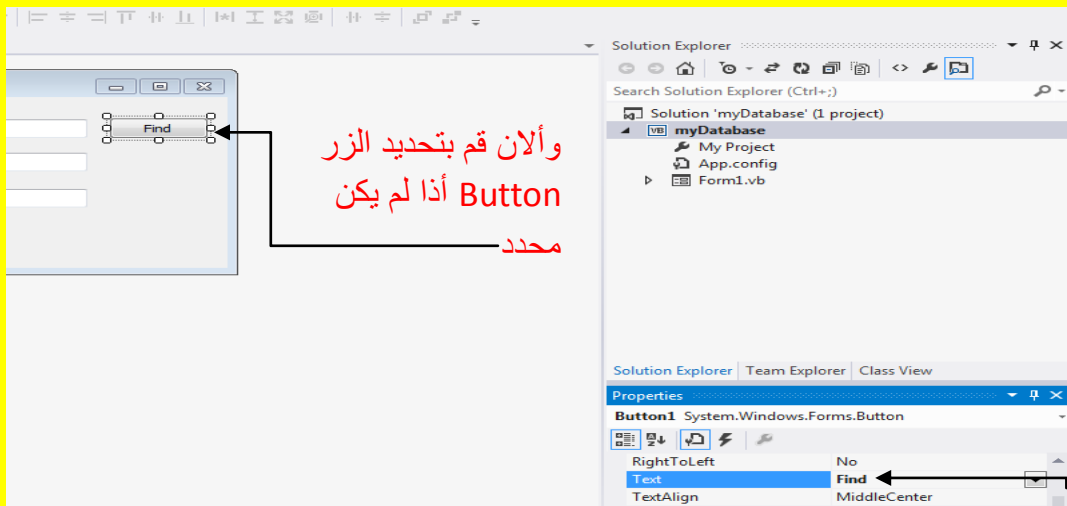 Solution Explorer
Search Solution Explorer (Ctrl+;)
Solution 'myDatabase' (1 project)
VB myDatabase
My Project
App.config
Form1.vb
Find
وألان قم بتحديد الزر
Button أذا لم يكن
محدد
Solution Explorer Team Explorer Class View
Properties
Button1 System.Windows.Forms.Button
RightToLeft No
Text Find
TextAlign MiddleCenter